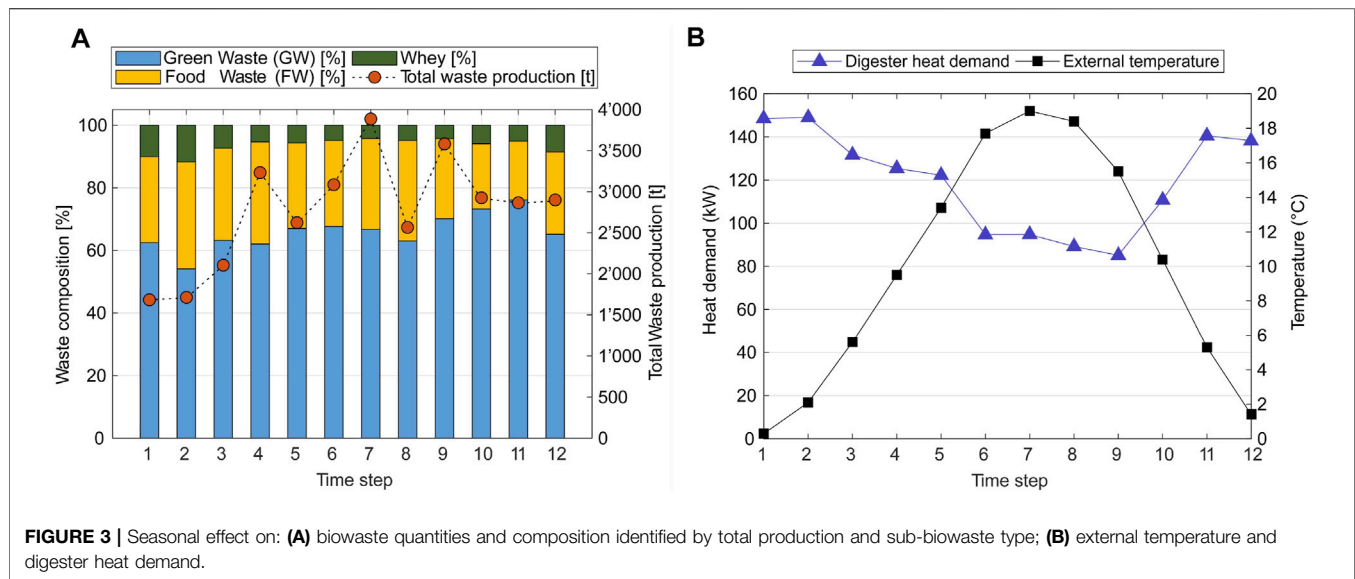 A
Green Waste (GW) [%]
Whey [%]
Food Waste (FW) [%]
Total waste production [t]
100
80
60
40
20
0
Waste composition [%]
4'000
3'500
3'000
2'500
2'000
1'500
1'000
500
0
Total Waste production [t]
1 2 3 4 5 6 7 8 9 10 11 12
Time step
B
Digester heat demand
External temperature
160
140
120
100
80
60
40
20
0
Heat demand (kW)
20
18
16
14
12
10
8
6
4
2
0
Temperature (°C)
1 2 3 4 5 6 7 8 9 10 11 12
Time step
FIGURE 3 | Seasonal effect on: (A) biowaste quantities and composition identified by total production and sub-biowaste type; (B) external temperature and
digester heat demand.